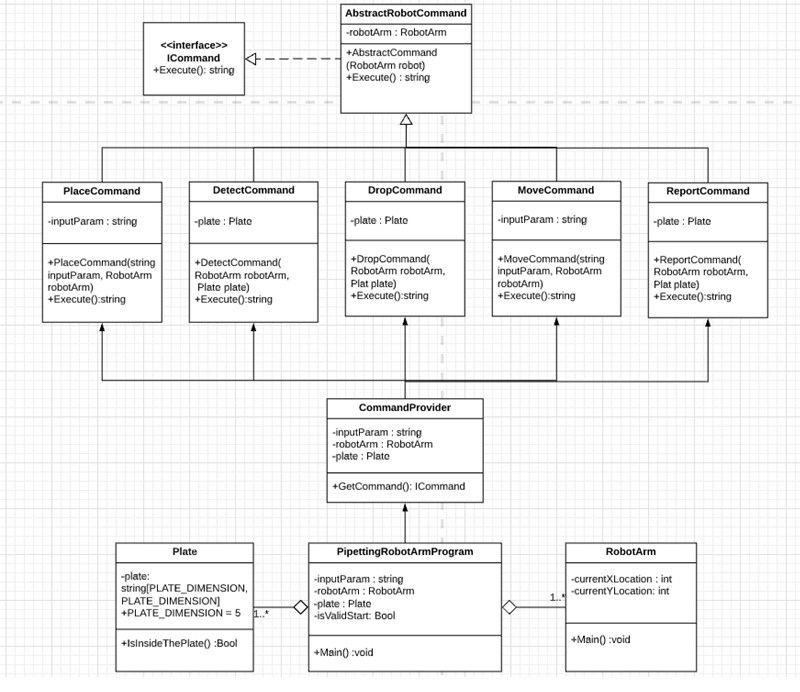 AbstractRobotCommand
-robotArm : RobotArm
+AbstractCommand
(RobotArm robot)
+Execute() : string
<<interface>>
ICommand
+Execute(): string
PlaceCommand
-inputParam : string
+PlaceCommand(string
inputParam, RobotArm
robotArm)
+Execute():string
DetectCommand
-plate : Plate
+DetectCommand(
RobotArm robotArm,
Plate plate)
+Execute():string
DropCommand
-plate : Plate
+DropCommand(
RobotArm robotArm,
Plat plate)
+Execute():string
MoveCommand
-inputParam : string
+MoveCommand(string
inputParam, RobotArm
robotArm)
+Execute():string
ReportCommand
-plate : Plate
+ReportCommand(
RobotArm robotArm,
Plat plate)
+Execute():string
CommandProvider
-inputParam : string
-robotArm : RobotArm
-plate : Plate
+GetCommand(): ICommand
Plate
-plate:
string[PLATE_DIMENSION,
PLATE_DIMENSION]
+PLATE_DIMENSION = 5
+IsInsideThePlate() :Bool
1..*
PipettingRobotArmProgram
-inputParam : string
-robotArm : RobotArm
-plate : Plate
-isValidStart: Bool
+Main() :void
1..*
RobotArm
-currentXLocation : int
-currentYLocation: int
+Main() :void